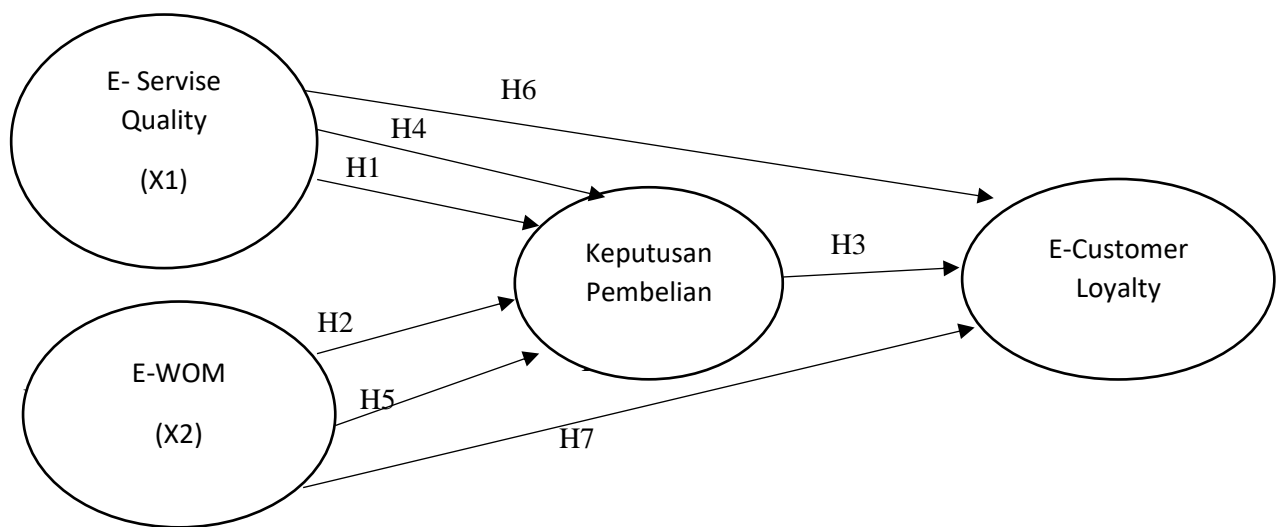 E- Servise
Quality
(X1)
H6
H4
H1
Keputusan
Pembelian
H3
E-Customer
Loyalty
H2
E-WOM
(X2)
H5
H7